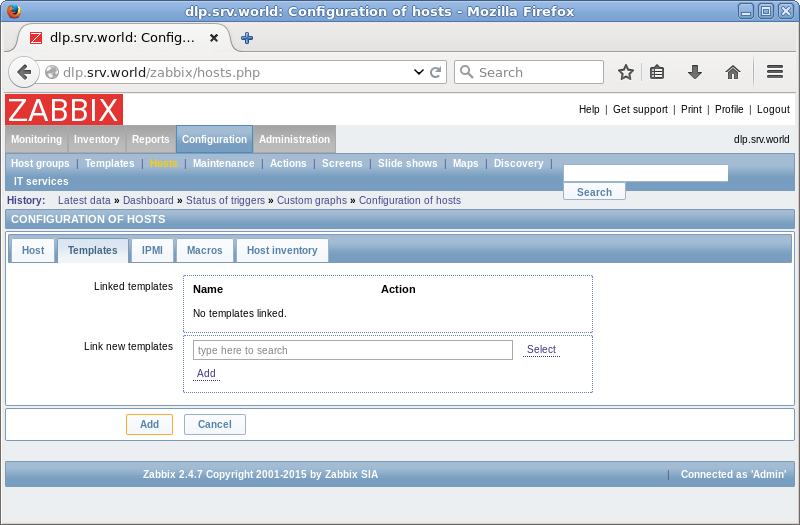 dlp.srv.world: Configuration of hosts - Mozilla Firefox
dlp.srv.world: Config...
dlp.srv.world/zabbix/hosts.php
Search
ZABBIX
Help | Get support | Print | Profile | Logout
Monitoring Inventory Reports Configuration Administration
dlp.srv.world
Host groups | Templates | Hosts | Maintenance | Actions | Screens | Slide shows | Maps | Discovery |
IT services
Search
History: Latest data » Dashboard » Status of triggers » Custom graphs » Configuration of hosts
CONFIGURATION OF HOSTS
Host Templates IPMI Macros Host inventory
Linked templates
Name Action
No templates linked.
Link new templates
type here to search Select
Add
Add Cancel
Zabbix 2.4.7 Copyright 2001-2015 by Zabbix SIA | Connected as 'Admin'